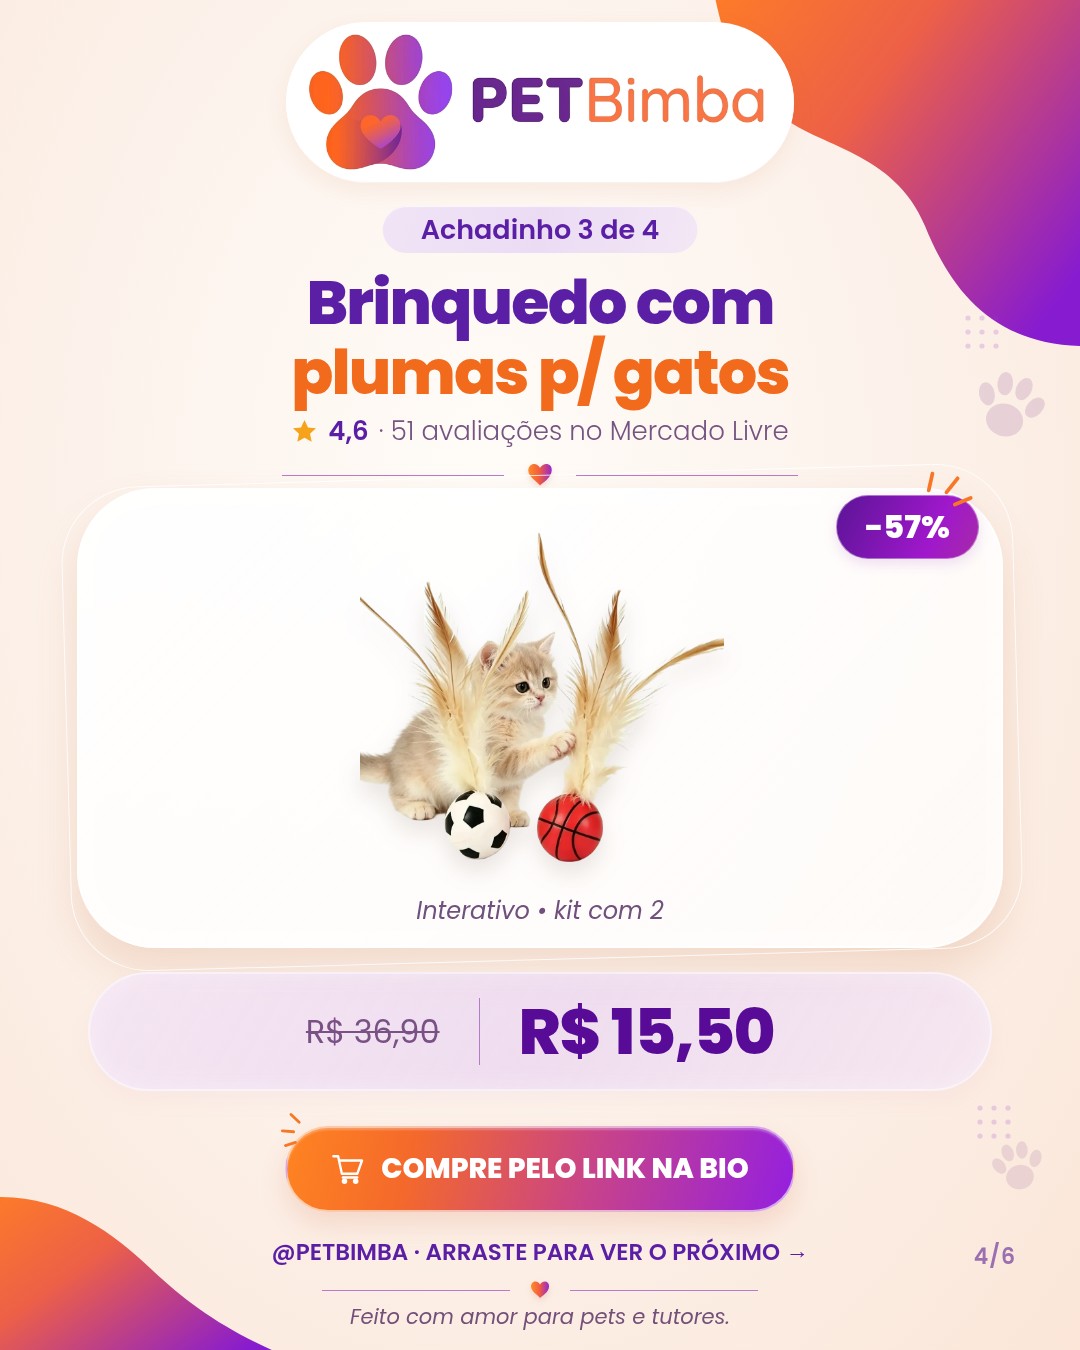 PETBimba
Achadinho 3 de 4
Brinquedo com
plumas p/ gatos
4,6 · 51 avaliações no Mercado Livre
-57%
Interativo • kit com 2
R$ 36,90
R$ 15,50
COMPRE PELO LINK NA BIO
@PETBIMBA · ARRASTE PARA VER O PRÓXIMO →
4/6
Feito com amor para pets e tutores.